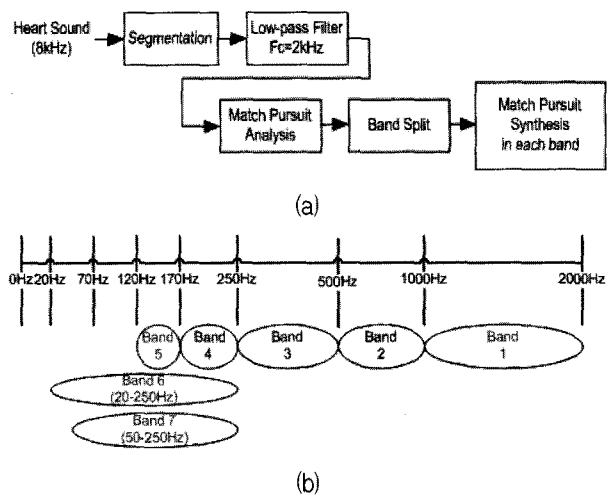 Heart Sound
(8kHz)
Segmentation
Low-pass Filter
Fc=2kHz
Match Pursuit
Analysis
Band Split
Match Pursuit
Synthesis
in each band
(a)
0Hz 20Hz 70Hz 120Hz 170Hz 250Hz 500Hz 1000Hz 2000Hz
Band
5
Band
4
Band
3
Band
2
Band
1
Band 6
(20-250Hz)
Band 7
(50-250Hz)
(b)